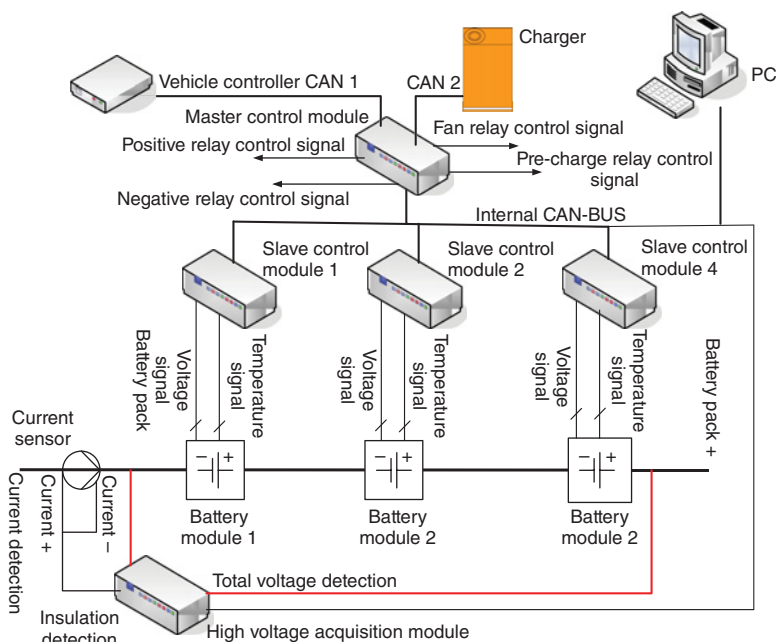 Charger
PC
Vehicle controller CAN 1
CAN 2
Master control module
Fan relay control signal
Positive relay control signal
Pre-charge relay control
signal
Negative relay control signal
Internal CAN-BUS
Slave control
module 1
Slave control
module 2
Slave control
module 4
Battery pack
Voltage
signal
Temperature
signal
Voltage
signal
Temperature
signal
Voltage
signal
Temperature
signal
Battery pack +
Current
sensor
Current detection
Current +
Current –
– +
– +
– +
Battery
module 1
Battery
module 2
Battery
module 2
Total voltage detection
Insulation
detection
High voltage acquisition module